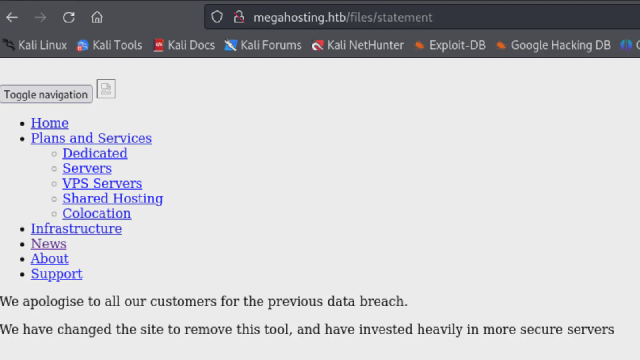 megahosting.htb/files/statement
Kali Linux Kali Tools Kali Docs Kali Forums Kali NetHunter Exploit-DB Google Hacking DB
Toggle navigation
Home
Plans and Services
Dedicated
Servers
VPS Servers
Shared Hosting
Colocation
Infrastructure
News
About
Support
We apologise to all our customers for the previous data breach.
We have changed the site to remove this tool, and have invested heavily in more secure servers